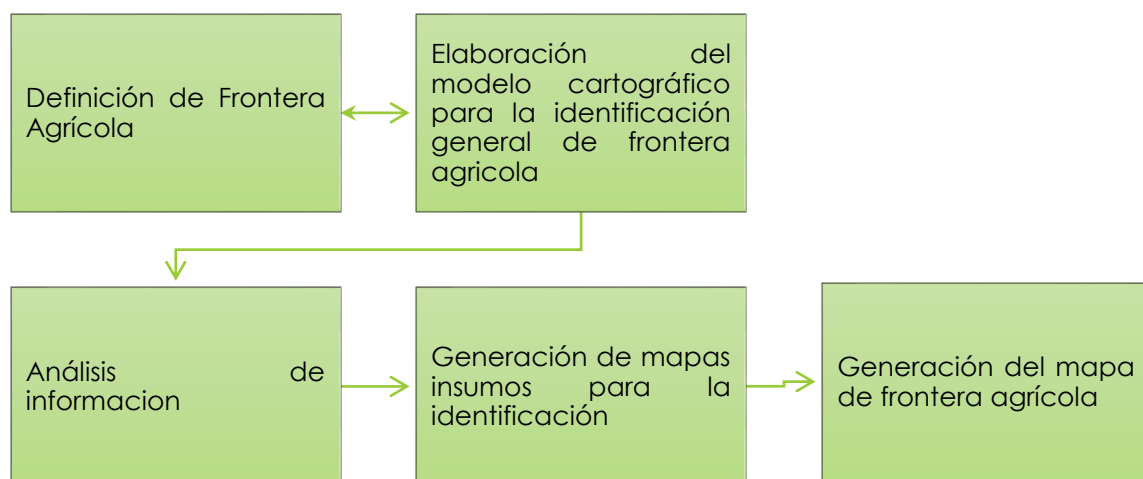 Definición de Frontera
Agrícola
Elaboración del
modelo cartográfico
para la identificación
general de frontera
agricola
Análisis de
informacion
Generación de mapas
insumos para la
identificación
Generación del mapa
de frontera agrícola